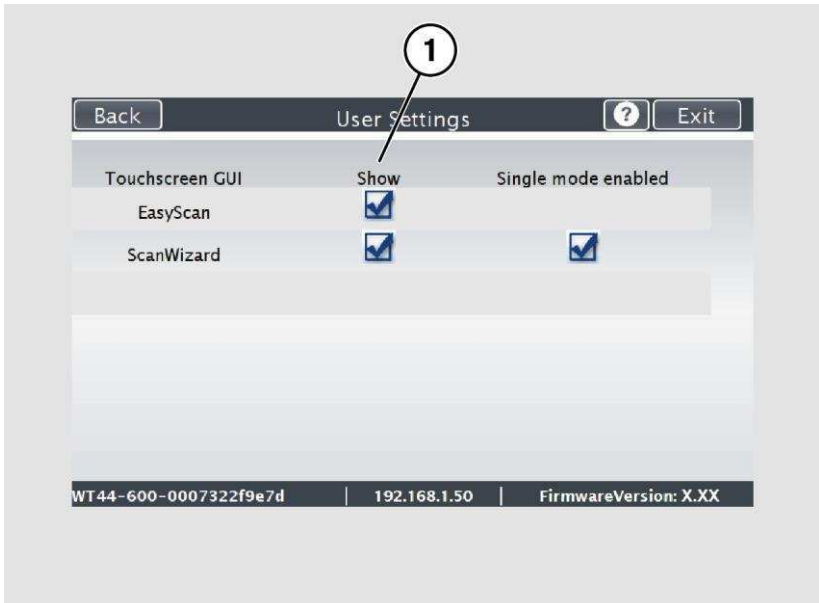 1
Back User Settings ? Exit
Touchscreen GUI Show Single mode enabled
EasyScan
ScanWizard
WT44-600-0007322f9e7d | 192.168.1.50 | FirmwareVersion: X.XX